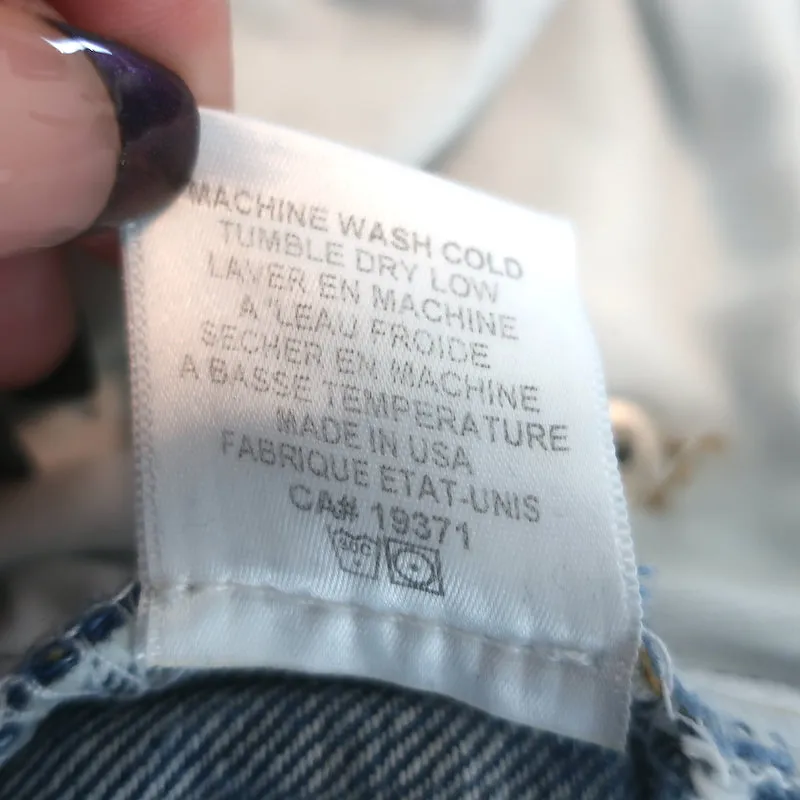 MACHINE WASH COLD
TUMBLE DRY LOW
LAVER EN MACHINE
A 'LEAU FROIDE
SECHER EN MACHINE
A BASSE TEMPERATURE
MADE IN USA
FABRIQUE ETAT-UNIS
CA# 19371